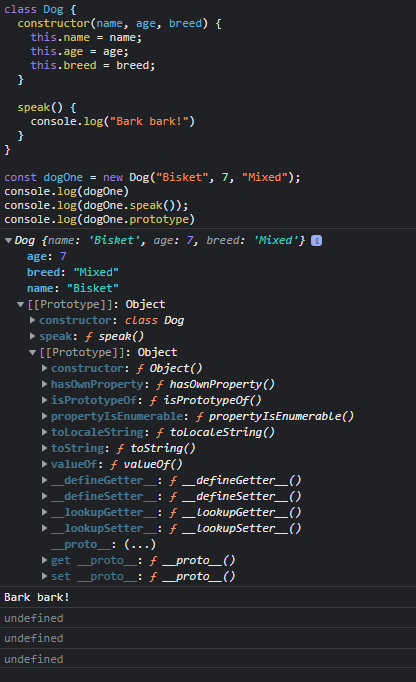 class Dog {
  constructor(name, age, breed) {
    this.name = name;
    this.age = age;
    this.breed = breed;
  }

  speak() {
    console.log("Bark bark!")
  }
}

const dogOne = new Dog("Bisket", 7, "Mixed");
console.log(dogOne)
console.log(dogOne.speak());
console.log(dogOne.prototype)
Dog {name: 'Bisket', age: 7, breed: 'Mixed'} i
age: 7
breed: "Mixed"
name: "Bisket"
[[Prototype]]: Object
constructor: class Dog
speak: ƒ speak()
[[Prototype]]: Object
constructor: ƒ Object()
hasOwnProperty: ƒ hasOwnProperty()
isPrototypeOf: ƒ isPrototypeOf()
propertyIsEnumerable: ƒ propertyIsEnumerable()
toLocaleString: ƒ toLocaleString()
toString: ƒ toString()
valueOf: ƒ valueOf()
__defineGetter__: ƒ __defineGetter__()
__defineSetter__: ƒ __defineSetter__()
__lookupGetter__: ƒ __lookupGetter__()
__lookupSetter__: ƒ __lookupSetter__()
__proto__: (...)
get __proto__: ƒ __proto__()
set __proto__: ƒ __proto__()
Bark bark!
undefined
undefined
undefined